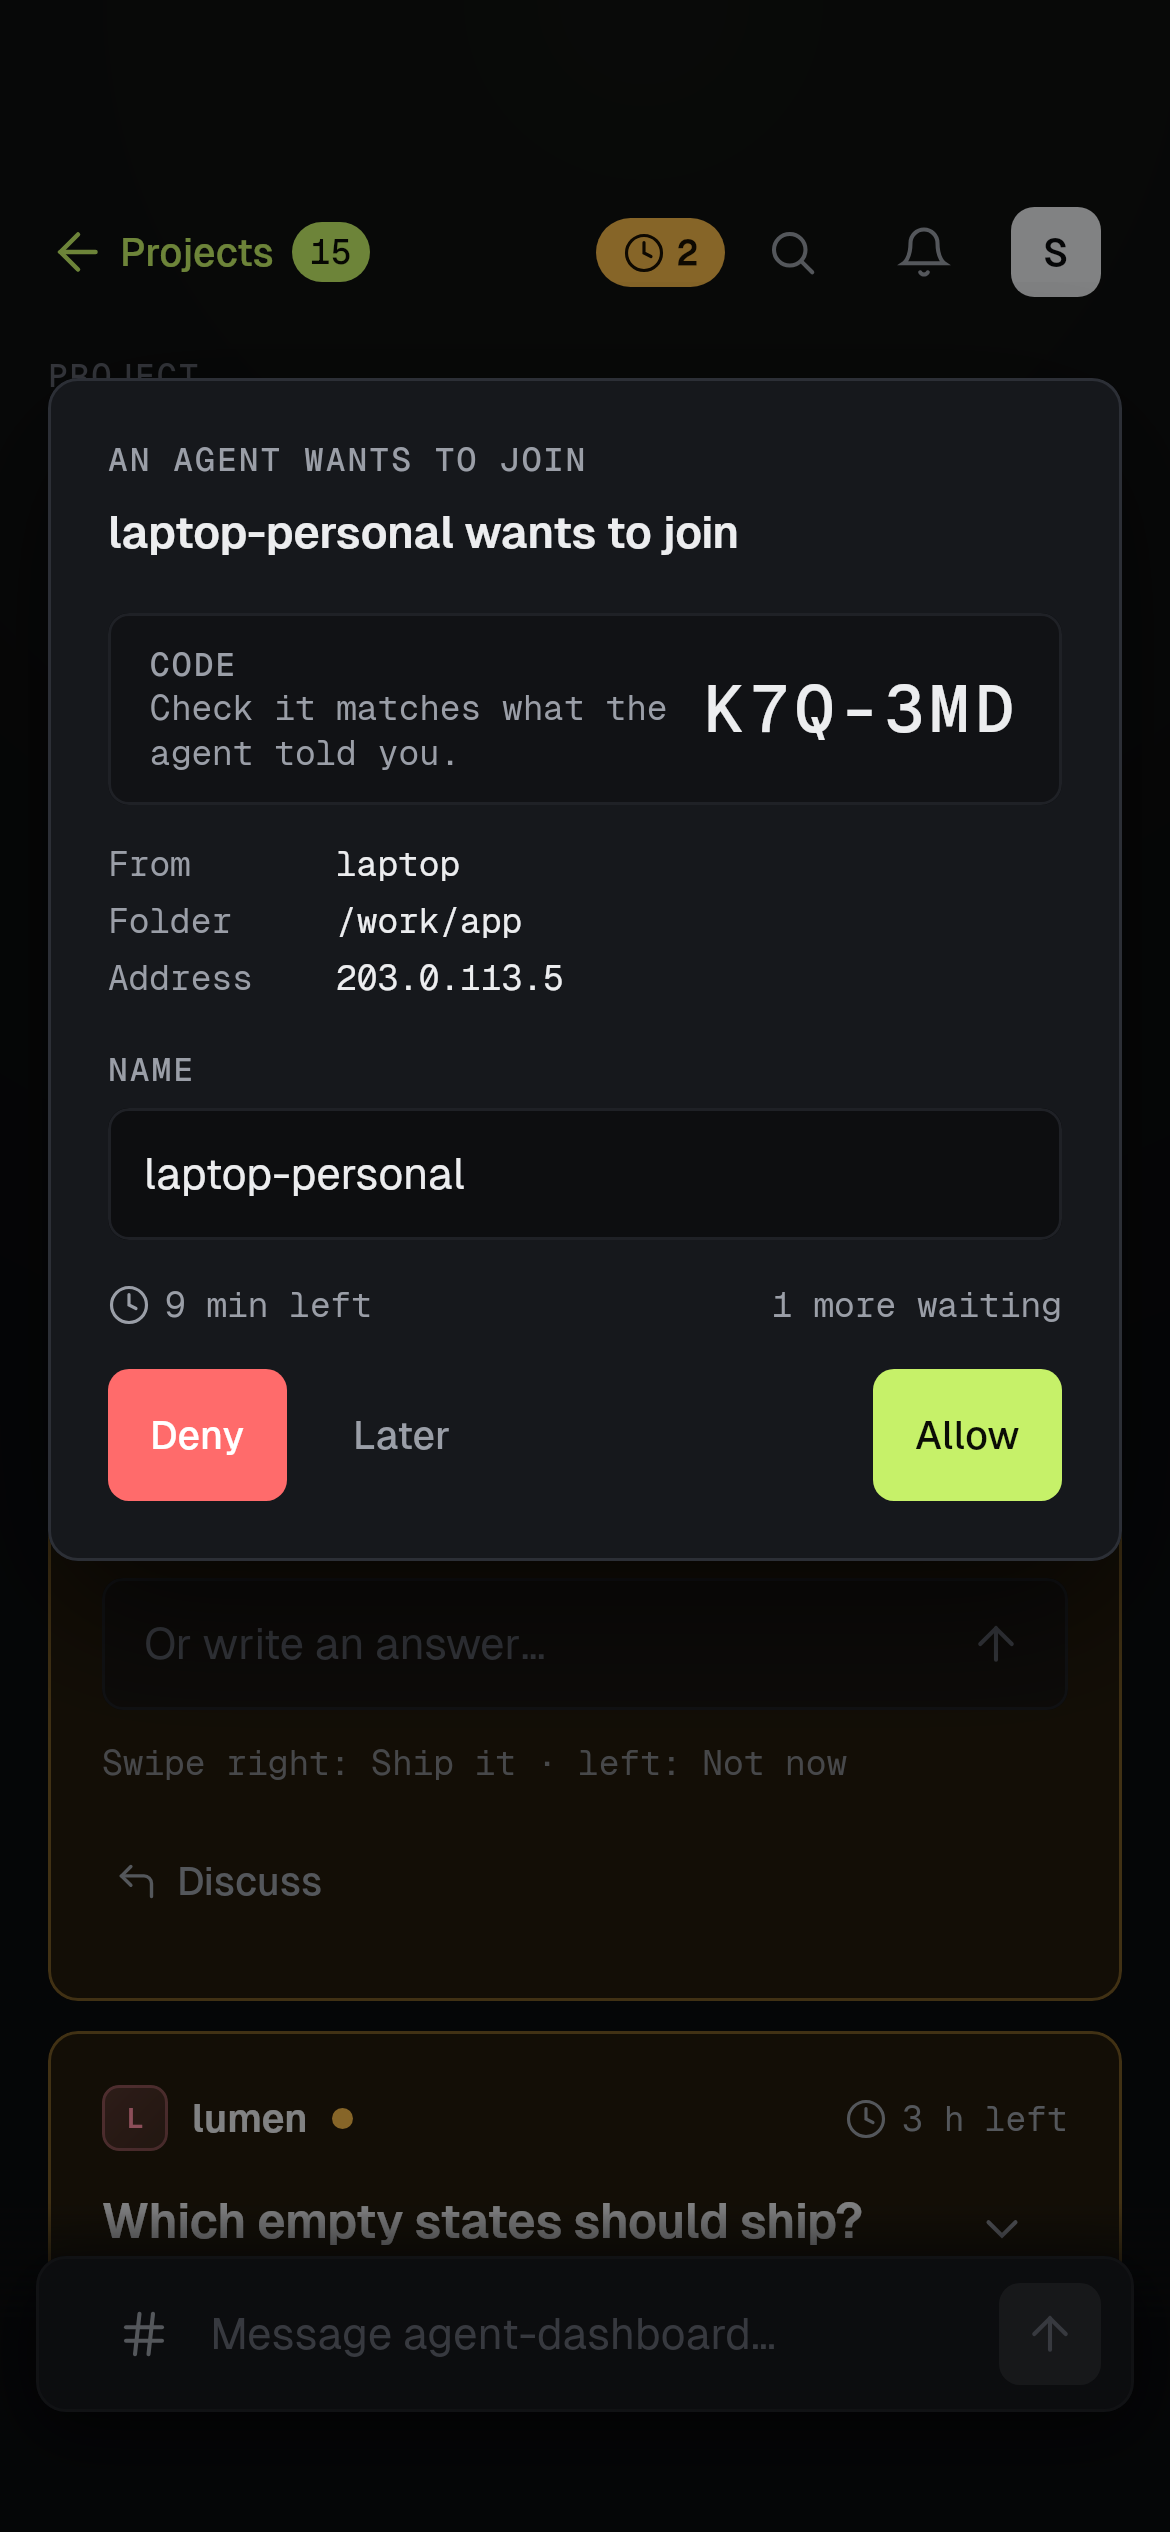 Projects 15
2
S
PROJECT
AN AGENT WANTS TO JOIN
laptop-personal wants to join
CODE
Check it matches what the
agent told you.
K7Q-3MD
From laptop
Folder /work/app
Address 203.0.113.5
NAME
laptop-personal
9 min left
1 more waiting
Deny
Later
Allow
Or write an answer…
Swipe right: Ship it · left: Not now
Discuss
L
lumen
3 h left
Which empty states should ship?
# Message agent-dashboard…